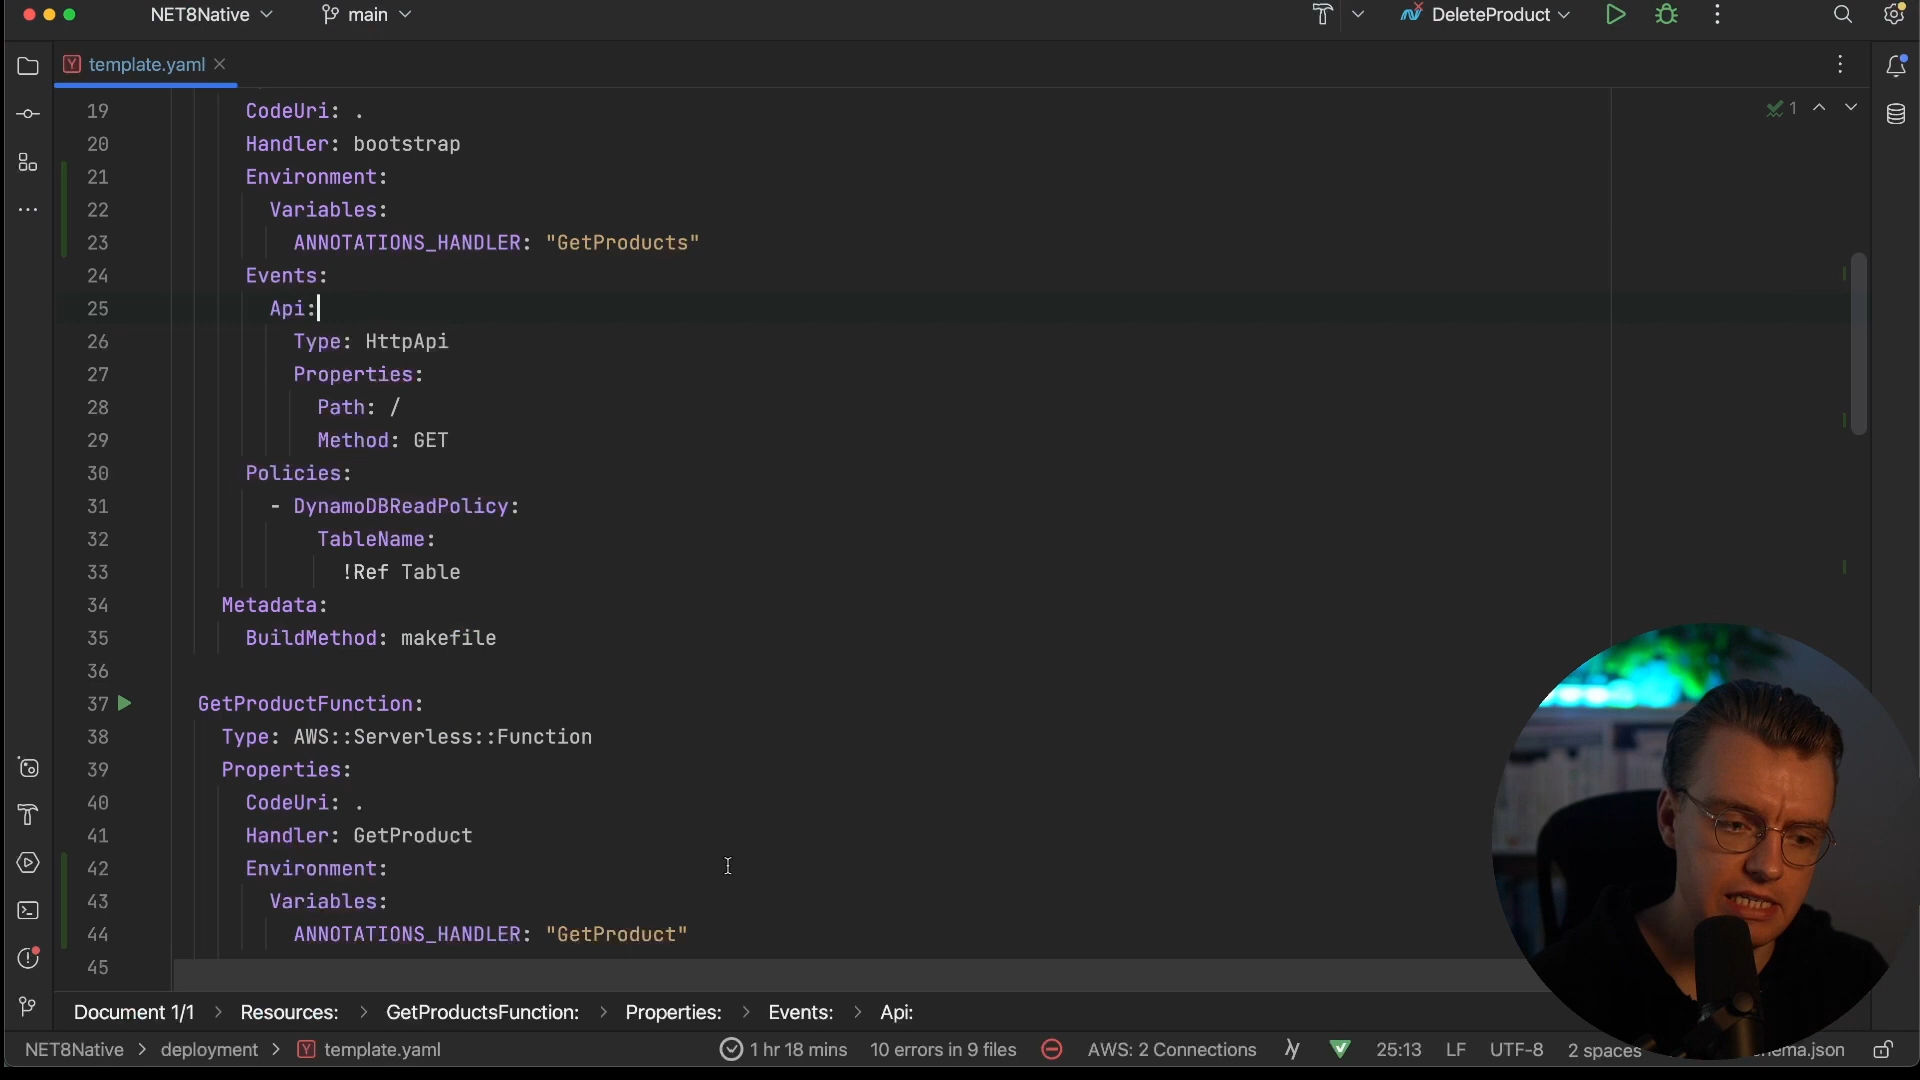 NET8Native main DeleteProduct
template.yaml
19 CodeUri: .
1
20 Handler: bootstrap
21 Environment:
22 Variables:
23 ANNOTATIONS_HANDLER: "GetProducts"
24 Events:
25 Api:
26 Type: HttpApi
27 Properties:
28 Path: /
29 Method: GET
30 Policies:
31 - DynamoDBReadPolicy:
32 TableName:
33 !Ref Table
34 Metadata:
35 BuildMethod: makefile
36
37 GetProductFunction:
38 Type: AWS::Serverless::Function
39 Properties:
40 CodeUri: .
41 Handler: GetProduct
42 Environment:
43 Variables:
44 ANNOTATIONS_HANDLER: "GetProduct"
45
Document 1/1 > Resources: > GetProductsFunction: > Properties: > Events: > Api:
NET8Native > deployment > template.yaml 1 hr 18 mins 10 errors in 9 files AWS: 2 Connections 25:13 LF UTF-8 2 spaces